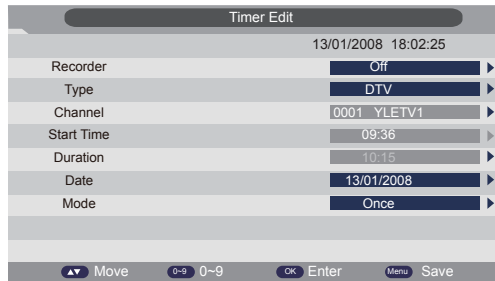 Timer Edit
13/01/2008 18:02:25
Recorder Off
Type DTV
Channel 0001 YLETV1
Start Time 09:36
Duration 10:15
Date 13/01/2008
Mode Once
▲▼ Move 0~9 0~9 OK Enter Menu Save